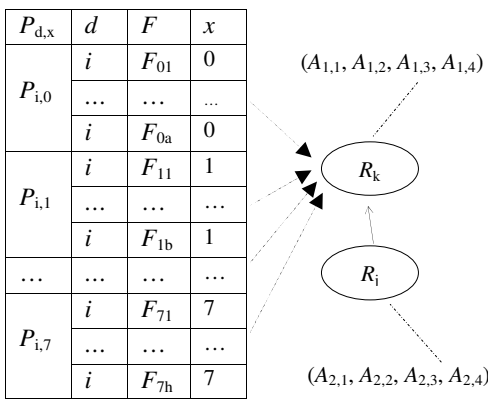 P_{d,x} d F x
P_{i,0} i F_{01} 0
... ... ...
i F_{0a} 0
P_{i,1} i F_{11} 1
... ... ...
i F_{1b} 1
... ... ... ...
P_{i,7} i F_{71} 7
... ... ...
i F_{7h} 7
(A_{1,1}, A_{1,2}, A_{1,3}, A_{1,4})
R_k
R_i
(A_{2,1}, A_{2,2}, A_{2,3}, A_{2,4})